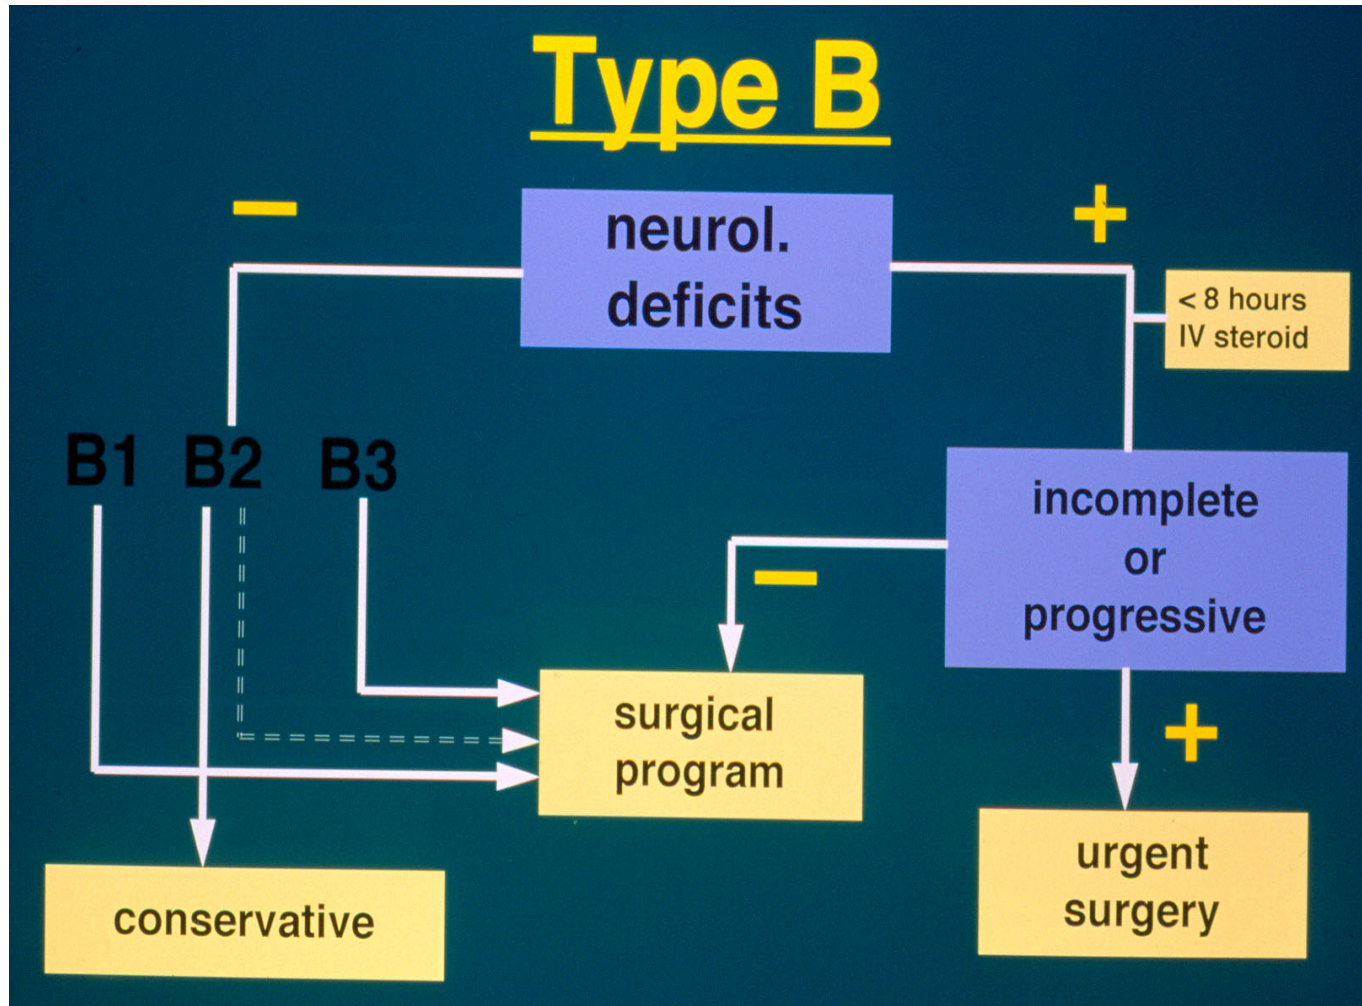 Type B
−
neurol.
deficits
+
< 8 hours
IV steroid
B1 B2 B3
incomplete
or
progressive
−
surgical
program
+
urgent
surgery
conservative